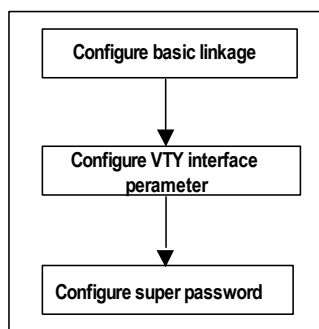 Configure basic linkage
Configure VTY interface
perameter
Configure super password